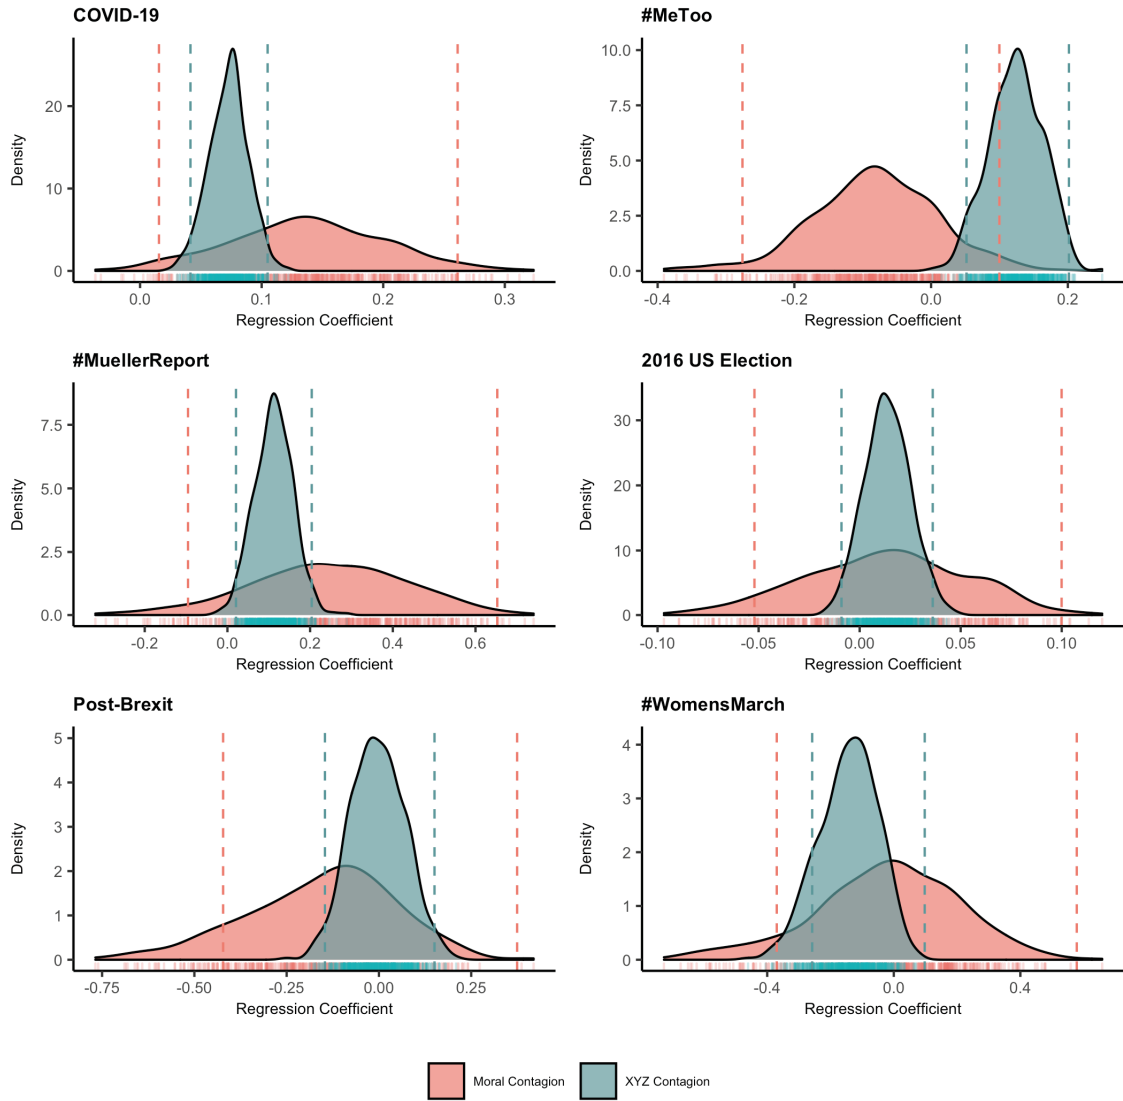 COVID-19
#MeToo
Density
20
10
0
0.0
0.1
0.2
0.3
Regression Coefficient
Density
10.0
7.5
5.0
2.5
0.0
-0.4
-0.2
0.0
0.2
Regression Coefficient
#MuellerReport
2016 US Election
Density
7.5
5.0
2.5
0.0
-0.2
0.0
0.2
0.4
0.6
Regression Coefficient
Density
30
20
10
0
-0.10
-0.05
0.00
0.05
0.10
Regression Coefficient
Post-Brexit
#WomensMarch
Density
5
4
3
2
1
0
-0.75
-0.50
-0.25
0.00
0.25
Regression Coefficient
Density
4
3
2
1
0
-0.4
0.0
0.4
Regression Coefficient
Moral Contagion
XYZ Contagion